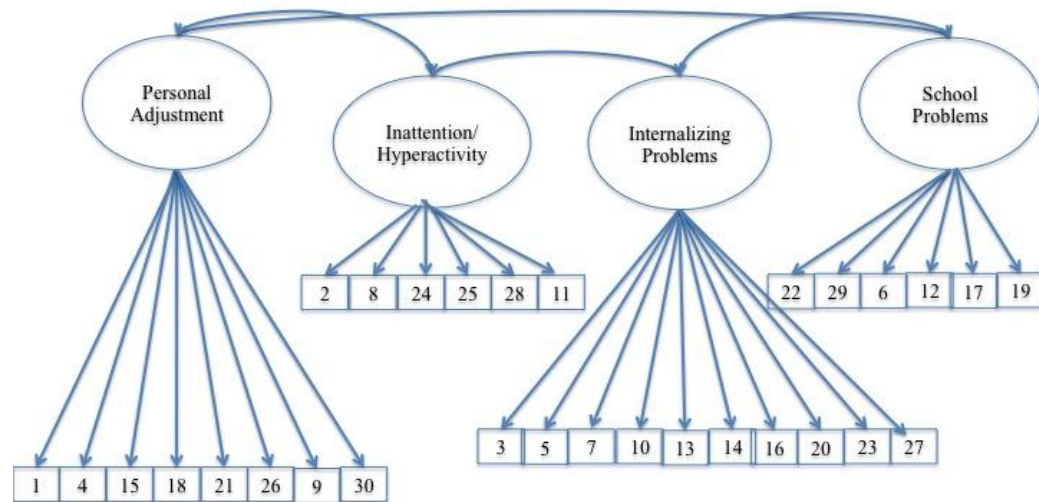 Personal
Adjustment
Inattention/
Hyperactivity
Internalizing
Problems
School
Problems
2 8 24 25 28 11
22 29 6 12 17 19
3 5 7 10 13 14 16 20 23 27
1 4 15 18 21 26 9 30